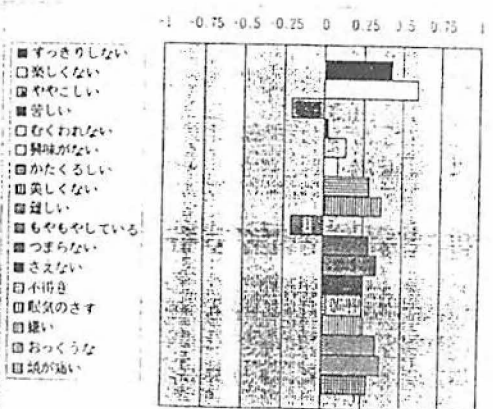 -1 -0.75 -0.5 -0.25 0 0.25 0.5 0.75 1
すっきりしない
楽しくない
ややこしい
苦しい
むくわれない
興味がない
かたくるしい
美しくない
難しい
もやもやしている
つまらない
さえない
不得意
眠気のさす
嫌い
おっくうな
頭が痛い